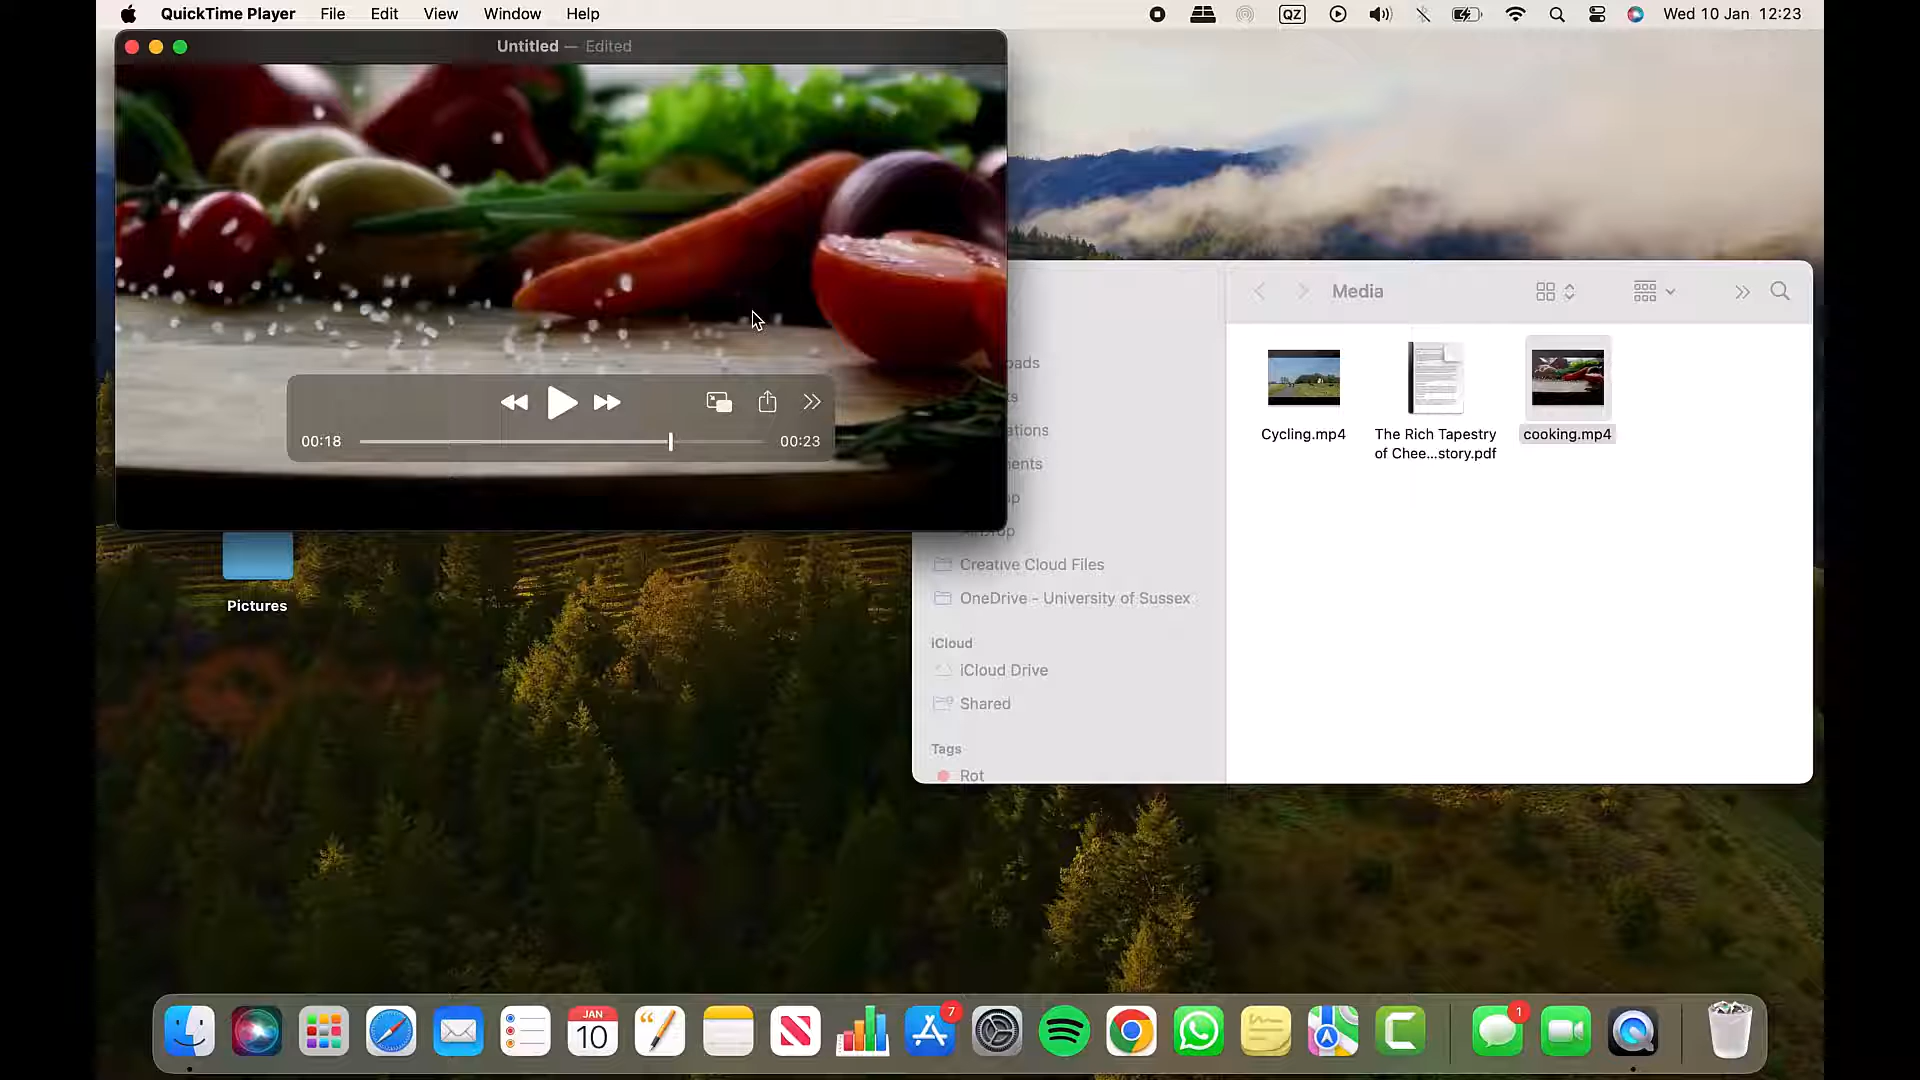 QuickTime Player File Edit View Window Help QZ Wed 10 Jan 12:23
Untitled — Edited
00:18 00:23
Pictures
Media
Cycling.mp4
The Rich Tapestry
of Chee...story.pdf
cooking.mp4
Creative Cloud Files
OneDrive - University of Sussex
iCloud
iCloud Drive
Shared
Tags
Rot
JAN
10
7
1